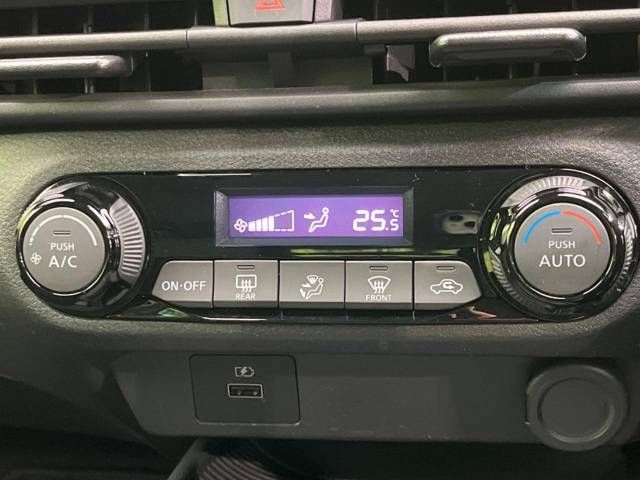 25.5 °C
PUSH
A/C
ON·OFF
REAR
FRONT
PUSH
AUTO